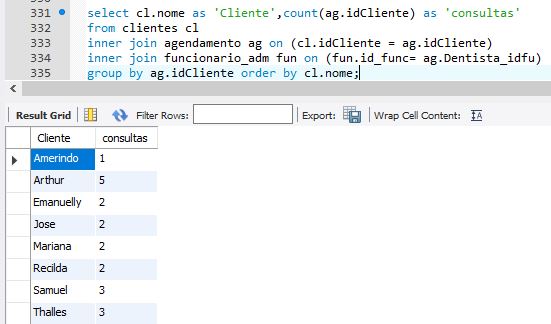 330
331 select cl.nome as 'Cliente',count(ag.idCliente) as 'consultas'
332 from clientes cl
333 inner join agendamento ag on (cl.idCliente = ag.idCliente)
334 inner join funcionario_adm fun on (fun.id_func= ag.Dentista_idfu)
335 group by ag.idCliente order by cl.nome;
Result Grid Filter Rows: Export: Wrap Cell Content: IA
Cliente consultas
Amerindo 1
Arthur 5
Emanuelly 2
Jose 2
Mariana 2
Recilda 2
Samuel 3
Thalles 3